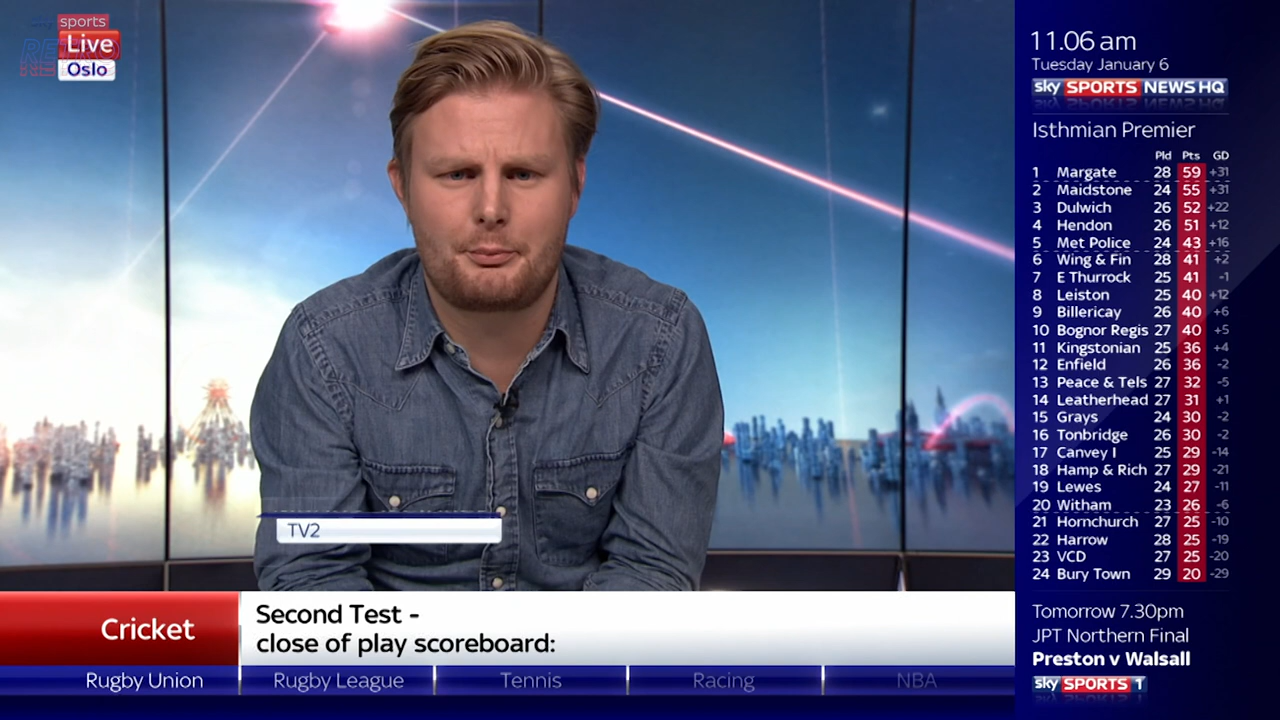 sky sports
Live
RETRO
Oslo
TV2
Cricket
Second Test -
close of play scoreboard:
Rugby Union
Rugby League
Tennis
Racing
NBA
11.06 am
Tuesday January 6
sky SPORTS NEWS HQ
Isthmian Premier
Pld Pts GD
1 Margate 28 59 +31
2 Maidstone 24 55 +31
3 Dulwich 26 52 +22
4 Hendon 26 51 +12
5 Met Police 24 43 +16
6 Wing & Fin 28 41 +2
7 E Thurrock 25 41 -1
8 Leiston 25 40 +12
9 Billericay 26 40 +6
10 Bognor Regis 27 40 +5
11 Kingstonian 25 36 +4
12 Enfield 26 36 -2
13 Peace & Tels 27 32 -5
14 Leatherhead 27 31 +1
15 Grays 24 30 -2
16 Tonbridge 26 30 -2
17 Canvey I 25 29 -14
18 Hamp & Rich 27 29 -21
19 Lewes 24 27 -11
20 Witham 23 26 -6
21 Hornchurch 27 25 -10
22 Harrow 28 25 -19
23 VCD 27 25 -20
24 Bury Town 29 20 -29
Tomorrow 7.30pm
JPT Northern Final
Preston v Walsall
sky SPORTS 1